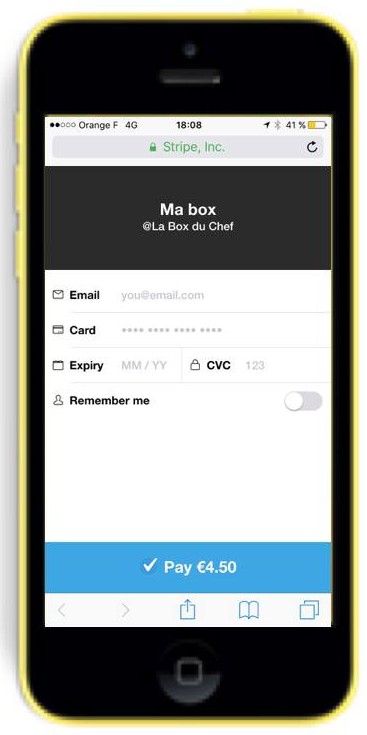 Orange F 4G 18:08 41 %
Stripe, Inc.
Ma box
@La Box du Chef
Email you@email.com
Card •••• •••• •••• ••••
Expiry MM / YY CVC 123
Remember me
Pay €4.50